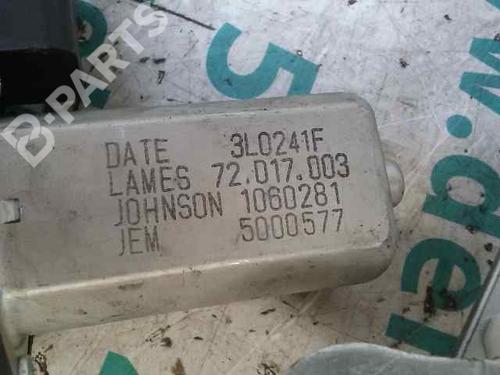 B-PARTS
DATE 3L0241F
LAMES 72.017.003
JOHNSON 1060281
JEM 5000577